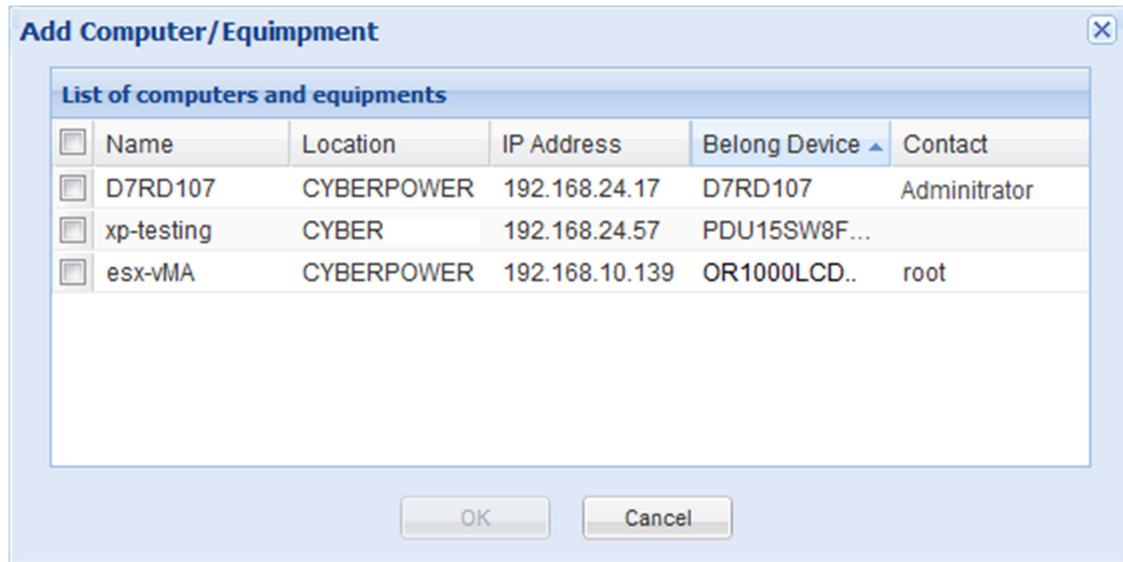 Add Computer/Equimpment
List of computers and equipments
Name Location IP Address Belong Device Contact
D7RD107 CYBERPOWER 192.168.24.17 D7RD107 Adminitrator
xp-testing CYBER 192.168.24.57 PDU15SW8F...
esx-vMA CYBERPOWER 192.168.10.139 OR1000LCD..  root
OK Cancel